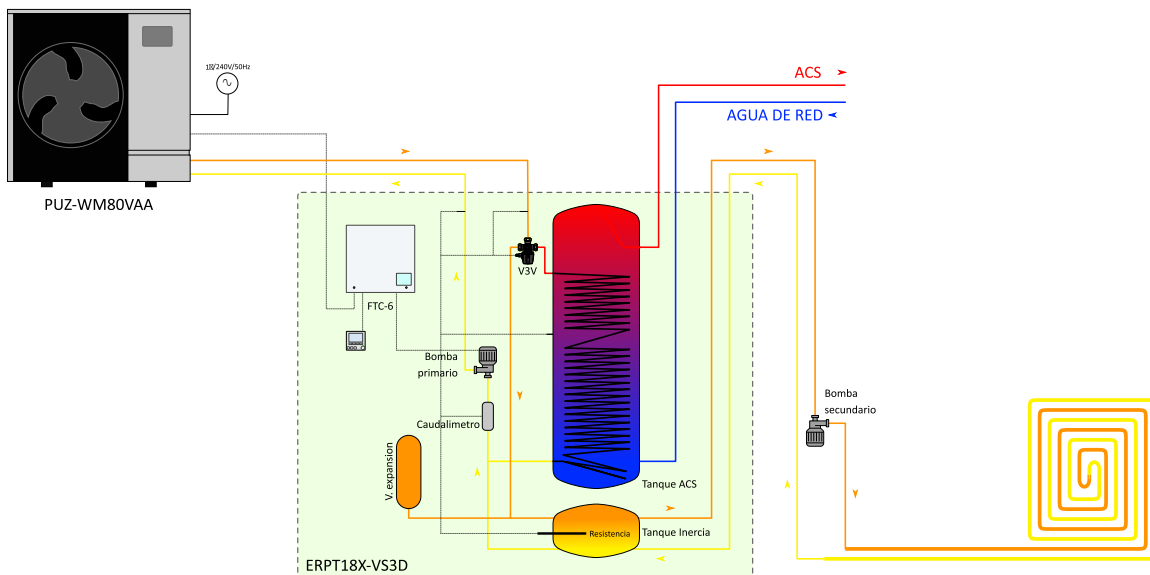 1Ø/240V/50Hz
ACS
AGUA DE RED
PUZ-WM80VAA
V3V
FTC-6
Bomba
primario
Bomba
secundario
Caudalimetro
V. expansion
Tanque ACS
Resistencia
Tanque Inercia
ERPT18X-VS3D